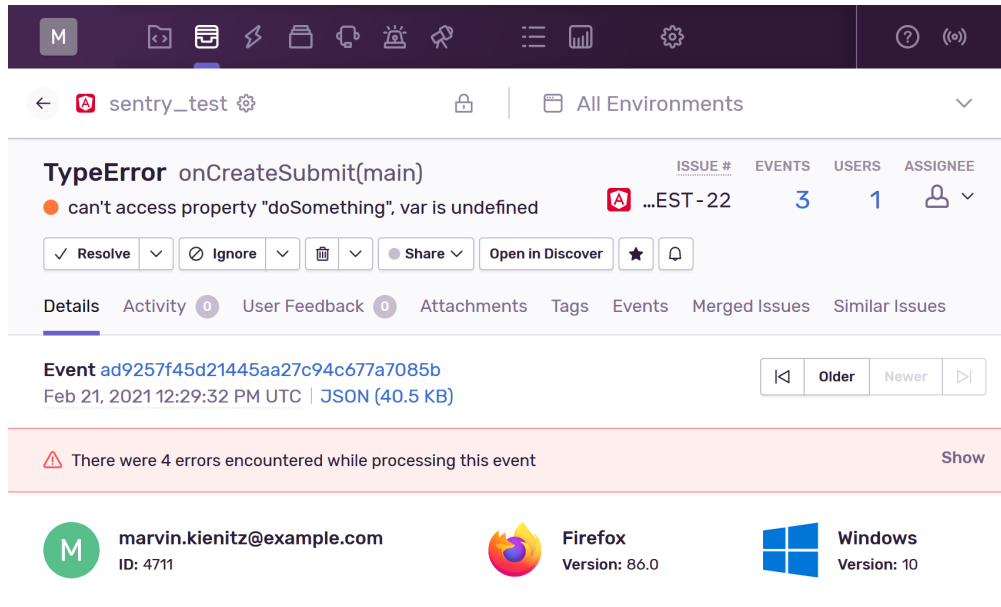 M
sentry_test
All Environments
TypeError onCreateSubmit(main)
ISSUE # EVENTS USERS ASSIGNEE
can't access property "doSomething", var is undefined
...EST-22 3 1
Resolve Ignore Share Open in Discover
Details Activity 0 User Feedback 0 Attachments Tags Events Merged Issues Similar Issues
Event ad9257f45d21445aa27c94c677a7085b
Feb 21, 2021 12:29:32 PM UTC | JSON (40.5 KB)
Older Newer
There were 4 errors encountered while processing this event Show
M
marvin.kienitz@example.com
ID: 4711
Firefox
Version: 86.0
Windows
Version: 10